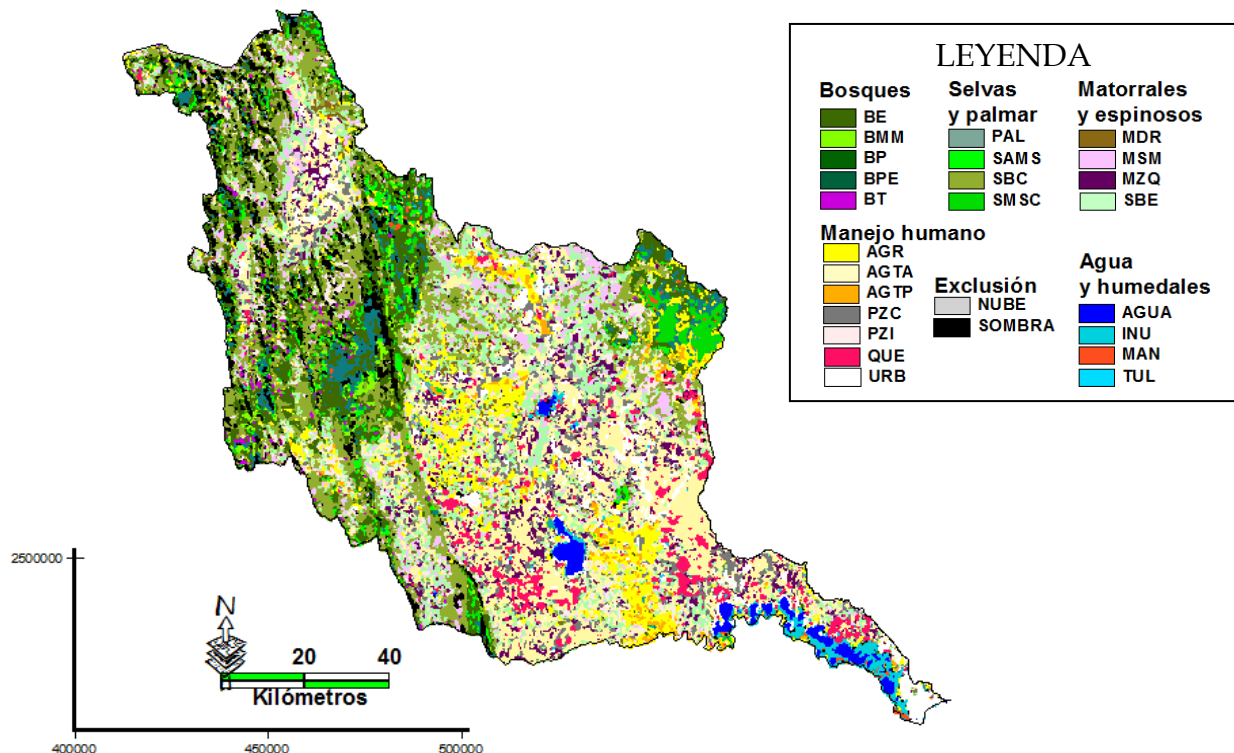 LEYENDA
Bosques
BE
BMM
BP
BPE
BT
Selvas
y palmar
PAL
SAMS
SBC
SMSC
Matorrales
y espinosos
MDR
MSM
MZQ
SBE
Manejo humano
AGR
AGTA
AGTP
PZC
PZI
QUE
URB
Exclusión
NUBE
SOMBRA
Agua
y humedales
AGUA
INU
MAN
TUL
2500000
N
20 40
Kilómetros
400000 450000 500000